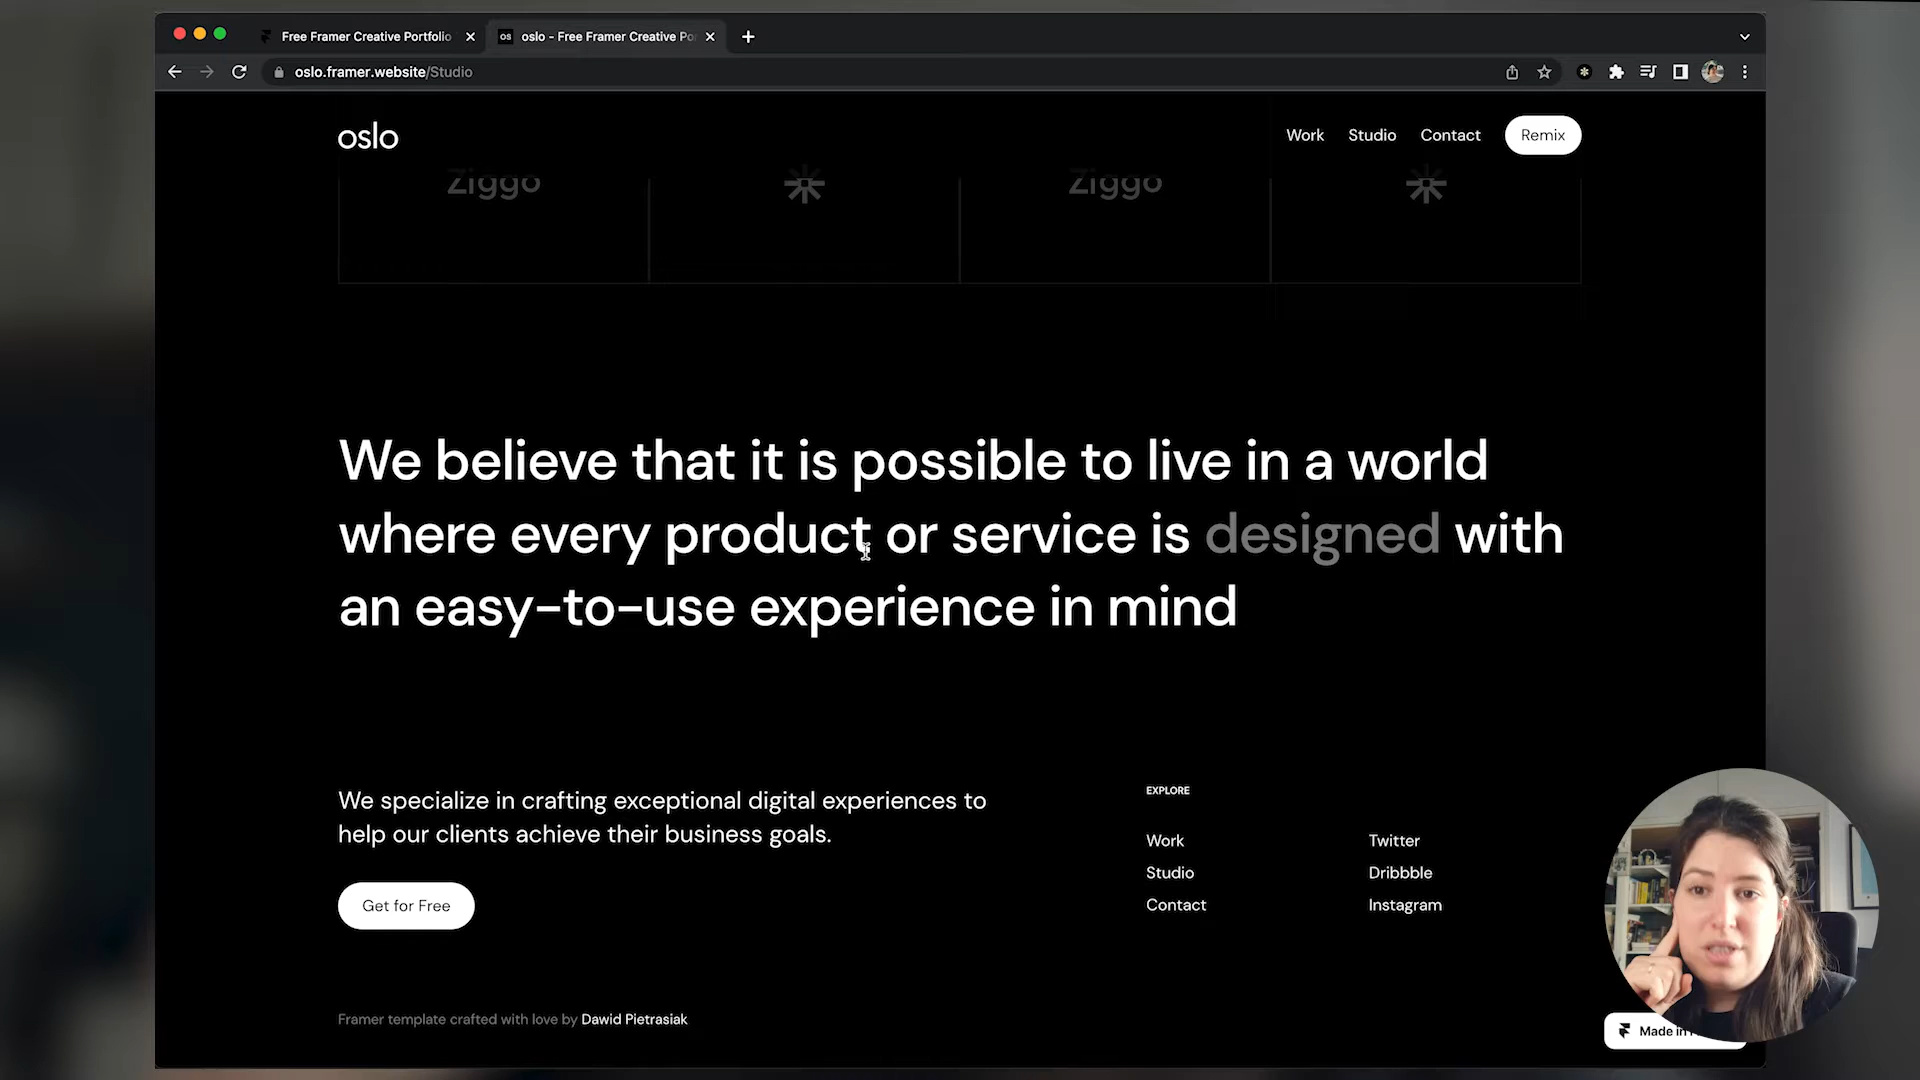 Free Framer Creative Portfolio
os
oslo - Free Framer Creative Po
oslo.framer.website/Studio
oslo
Work
Studio
Contact
Remix
Ziggo
Ziggo
We believe that it is possible to live in a world
where every product or service is designed with
an easy-to-use experience in mind
We specialize in crafting exceptional digital experiences to
help our clients achieve their business goals.
Get for Free
EXPLORE
Work
Studio
Contact
Twitter
Dribbble
Instagram
Framer template crafted with love by Dawid Pietrasiak
Made in